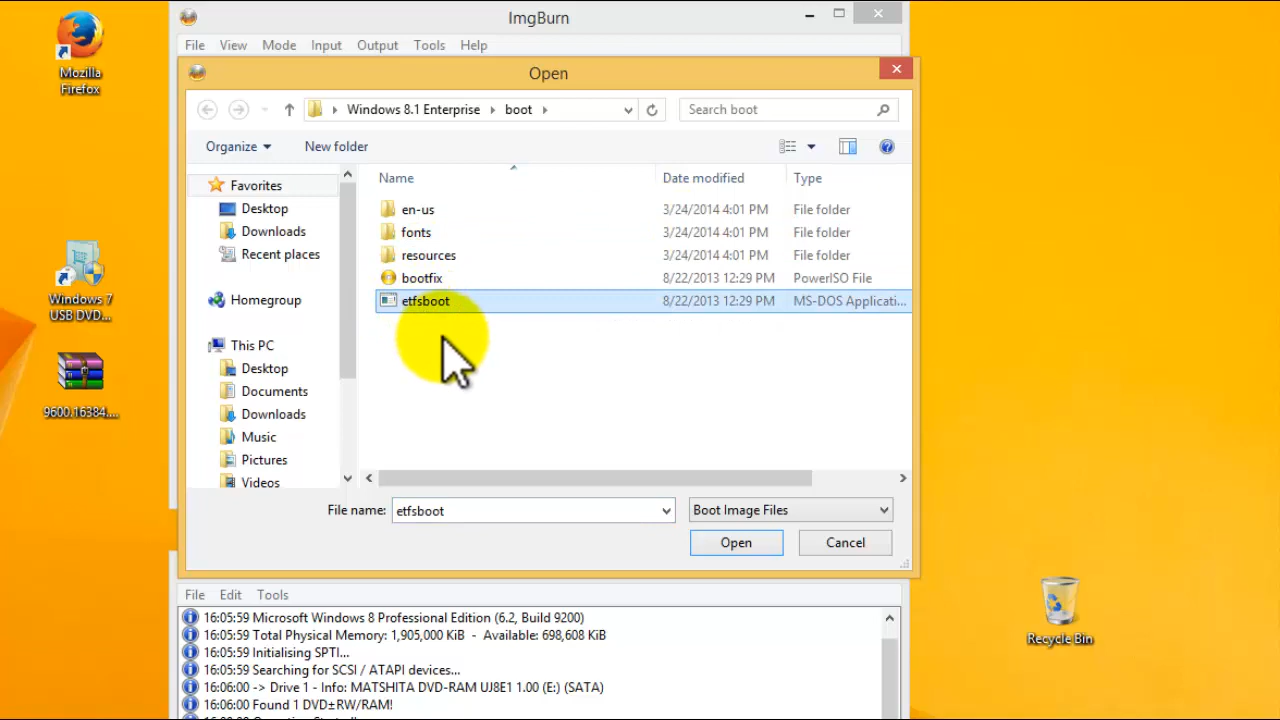 Mozilla
Firefox
Windows 7
USB DVD...
9600.16384....
Recycle Bin
ImgBurn
File View Mode Input Output Tools Help
Open
Windows 8.1 Enterprise boot
Search boot
Organize New folder
Favorites
Desktop
Downloads
Recent places
Homegroup
This PC
Desktop
Documents
Downloads
Music
Pictures
Videos
Name Date modified Type
en-us 3/24/2014 4:01 PM File folder
fonts 3/24/2014 4:01 PM File folder
resources 3/24/2014 4:01 PM File folder
bootfix 8/22/2013 12:29 PM PowerISO File
etfsboot 8/22/2013 12:29 PM MS-DOS Applicati...
File name: etfsboot Boot Image Files
Open Cancel
File Edit Tools
16:05:59 Microsoft Windows 8 Professional Edition (6.2, Build 9200)
16:05:59 Total Physical Memory: 1,905,000 KiB - Available: 698,608 KiB
16:05:59 Initialising SPTI...
16:05:59 Searching for SCSI / ATAPI devices...
16:06:00 -> Drive 1 - Info: MATSHITA DVD-RAM UJ8E1 1.00 (E:) (SATA)
16:06:00 Found 1 DVD±RW/RAM!